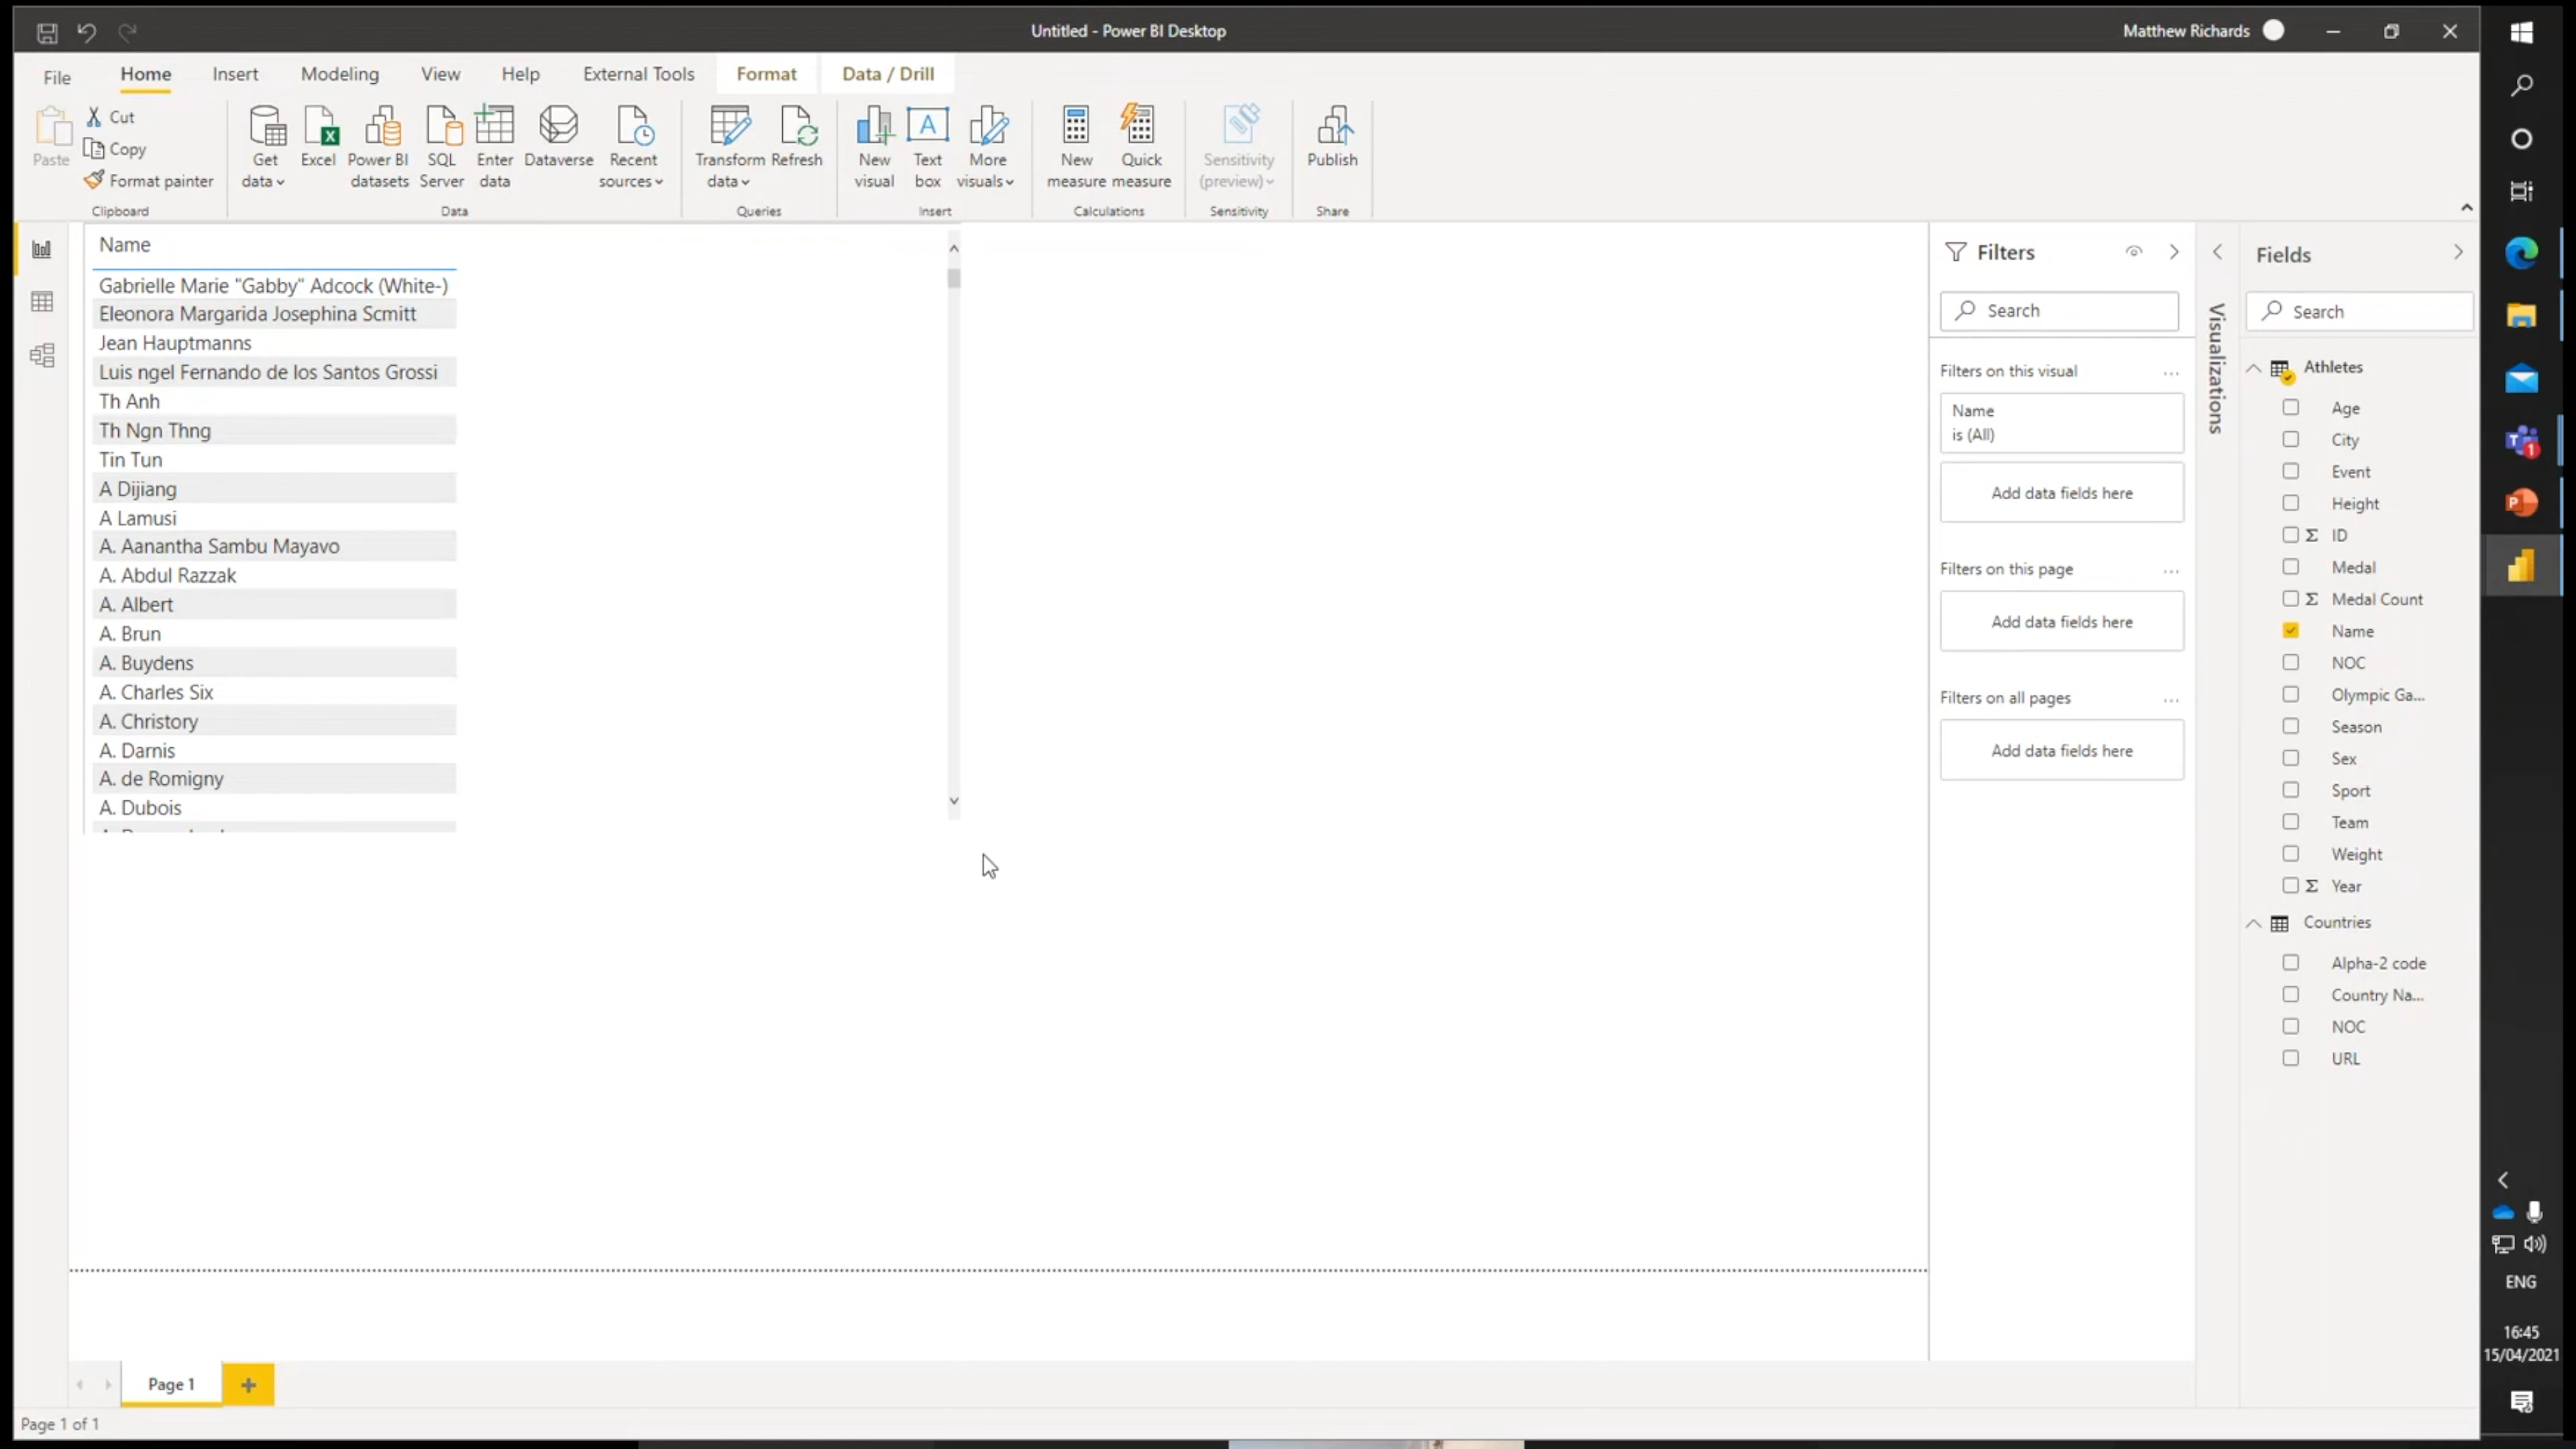 Untitled - Power BI Desktop
Matthew Richards
File Home Insert Modeling View Help External Tools Format Data / Drill
Paste
Cut
Copy
Format painter
Clipboard
Get data
Excel
Power BI datasets
SQL Server
Enter data
Dataverse
Recent sources
Data
Transform data
Refresh
Queries
New visual
Text box
More visuals
Insert
New measure
Quick measure
Calculations
Sensitivity (preview)
Sensitivity
Publish
Share
Name
Gabrielle Marie "Gabby" Adcock (White-)
Eleonora Margarida Josephina Scmitt
Jean Hauptmanns
Luis ngel Fernando de los Santos Grossi
Th Anh
Th Ngn Thng
Tin Tun
A Dijiang
A Lamusi
A. Aanantha Sambu Mayavo
A. Abdul Razzak
A. Albert
A. Brun
A. Buydens
A. Charles Six
A. Christory
A. Darnis
A. de Romigny
A. Dubois
Filters
Search
Filters on this visual ...
Name
is (All)
Add data fields here
Filters on this page ...
Add data fields here
Filters on all pages ...
Add data fields here
Visualizations
Fields
Search
Athletes
Age
City
Event
Height
Σ ID
Medal
Σ Medal Count
Name
NOC
Olympic Ga...
Season
Sex
Sport
Team
Weight
Σ Year
Countries
Alpha-2 code
Country Na...
NOC
URL
Page 1
Page 1 of 1
ENG
16:45
15/04/2021